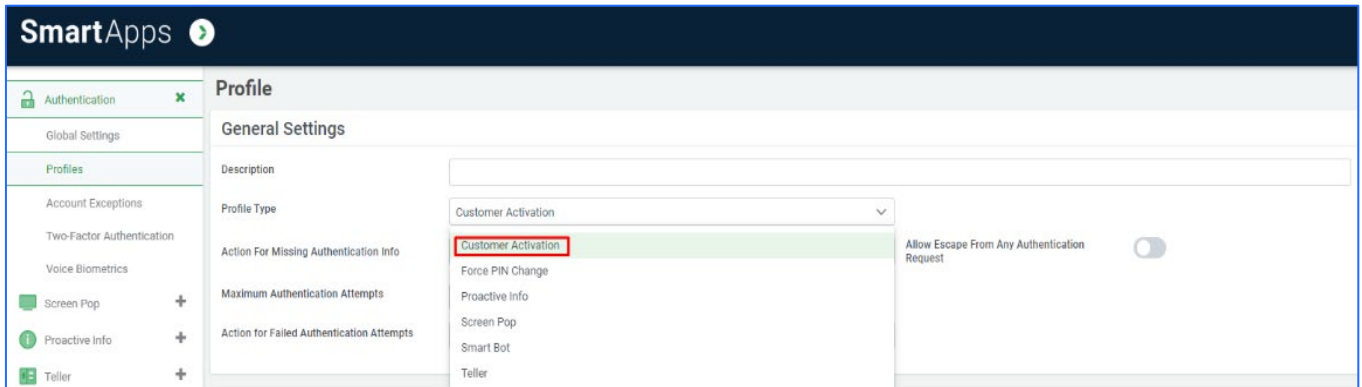 SmartApps
Authentication
Global Settings
Profiles
Account Exceptions
Two-Factor Authentication
Voice Biometrics
Screen Pop
Proactive Info
Teller
Profile
General Settings
Description
Profile Type
Customer Activation
Customer Activation
Force PIN Change
Proactive Info
Screen Pop
Smart Bot
Teller
Action For Missing Authentication Info
Maximum Authentication Attempts
Action for Failed Authentication Attempts
Allow Escape From Any Authentication
Request